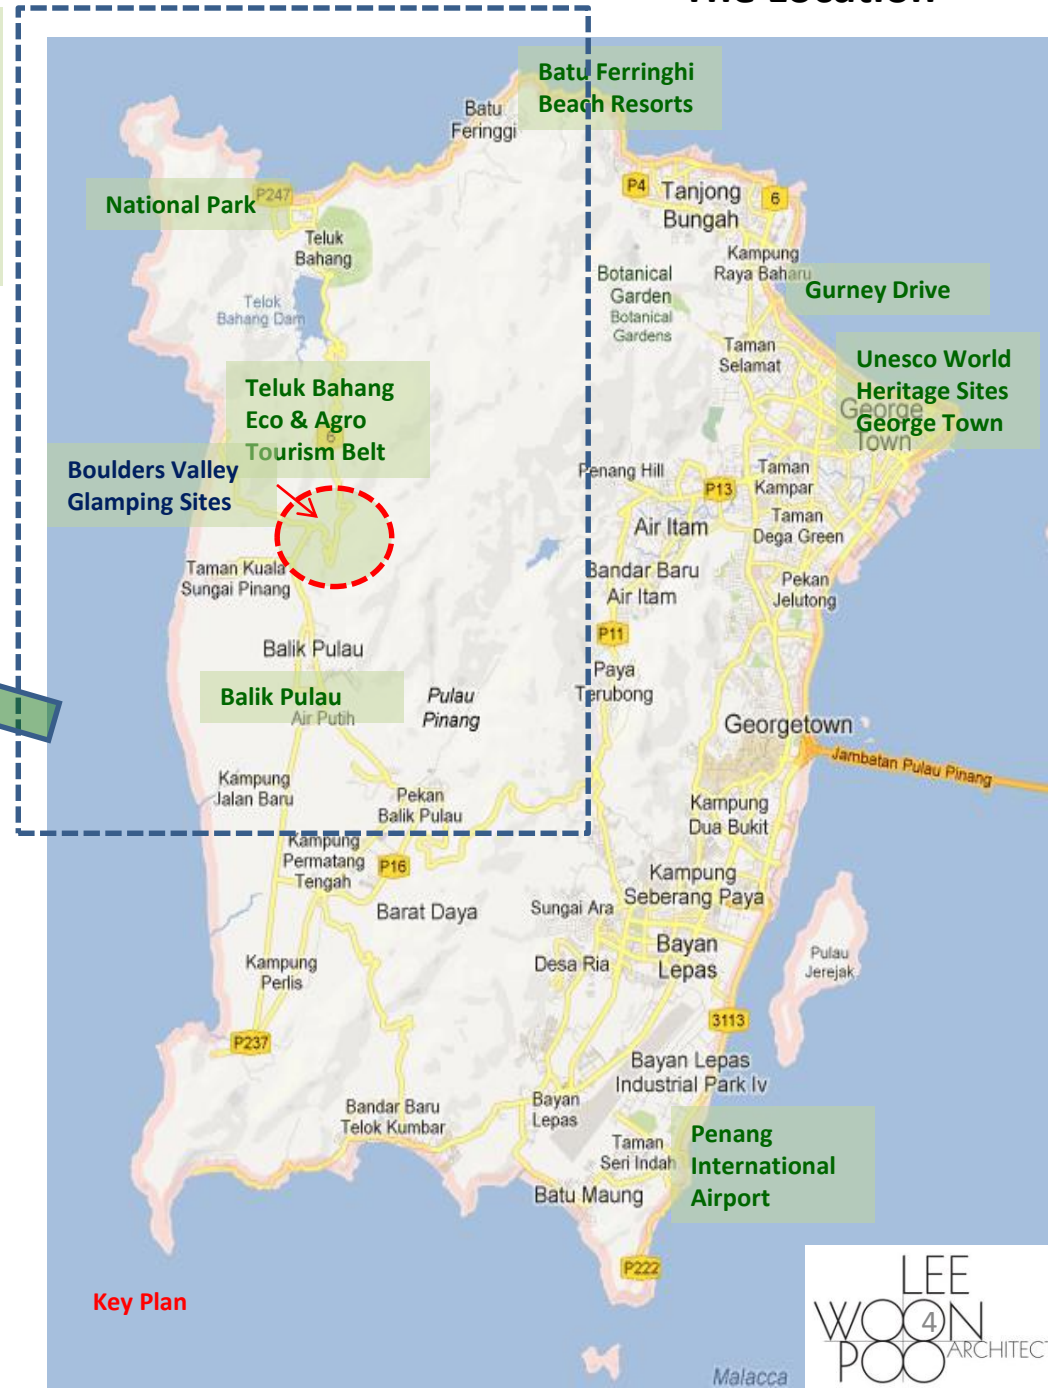 The Location
Batu Ferringhi
Beach Resorts
Batu
Feringgi
National Park
P247
P4
Tanjong
Bungah
6
Teluk
Bahang
Kampung
Raya Baharu
Botanical
Garden
Botanical
Gardens
Gurney Drive
Telok
Bahang Dam
Taman
Selamat
Unesco World
Heritage Sites
George Town
George
Town
Teluk Bahang
Eco & Agro
Tourism Belt
6
Boulders Valley
Glamping Sites
Penang Hill
P13
Taman
Kampar
Air Itam
Taman
Dega Green
Taman Kuala
Sungai Pinang
Bandar Baru
Air Itam
Pekan
Jelutong
P11
Balik Pulau
Paya
Terubong
Balik Pulau
Air Putih
Pulau
Pinang
Georgetown
Jambatan Pulau Pinang
Kampung
Jalan Baru
Pekan
Balik Pulau
Kampung
Dua Bukit
Kampung
Permatang
Tengah
P16
Kampung
Seberang Paya
Barat Daya
Sungai Ara
Bayan
Lepas
Desa Ria
Pulau
Jerejak
Kampung
Perlis
3113
P237
Bayan Lepas
Industrial Park Iv
Bandar Baru
Telok Kumbar
Bayan
Lepas
Taman
Seri Indah
Penang
International
Airport
Batu Maung
P222
Key Plan
LEE
WOON
POO
ARCHITECT
4
Malacca